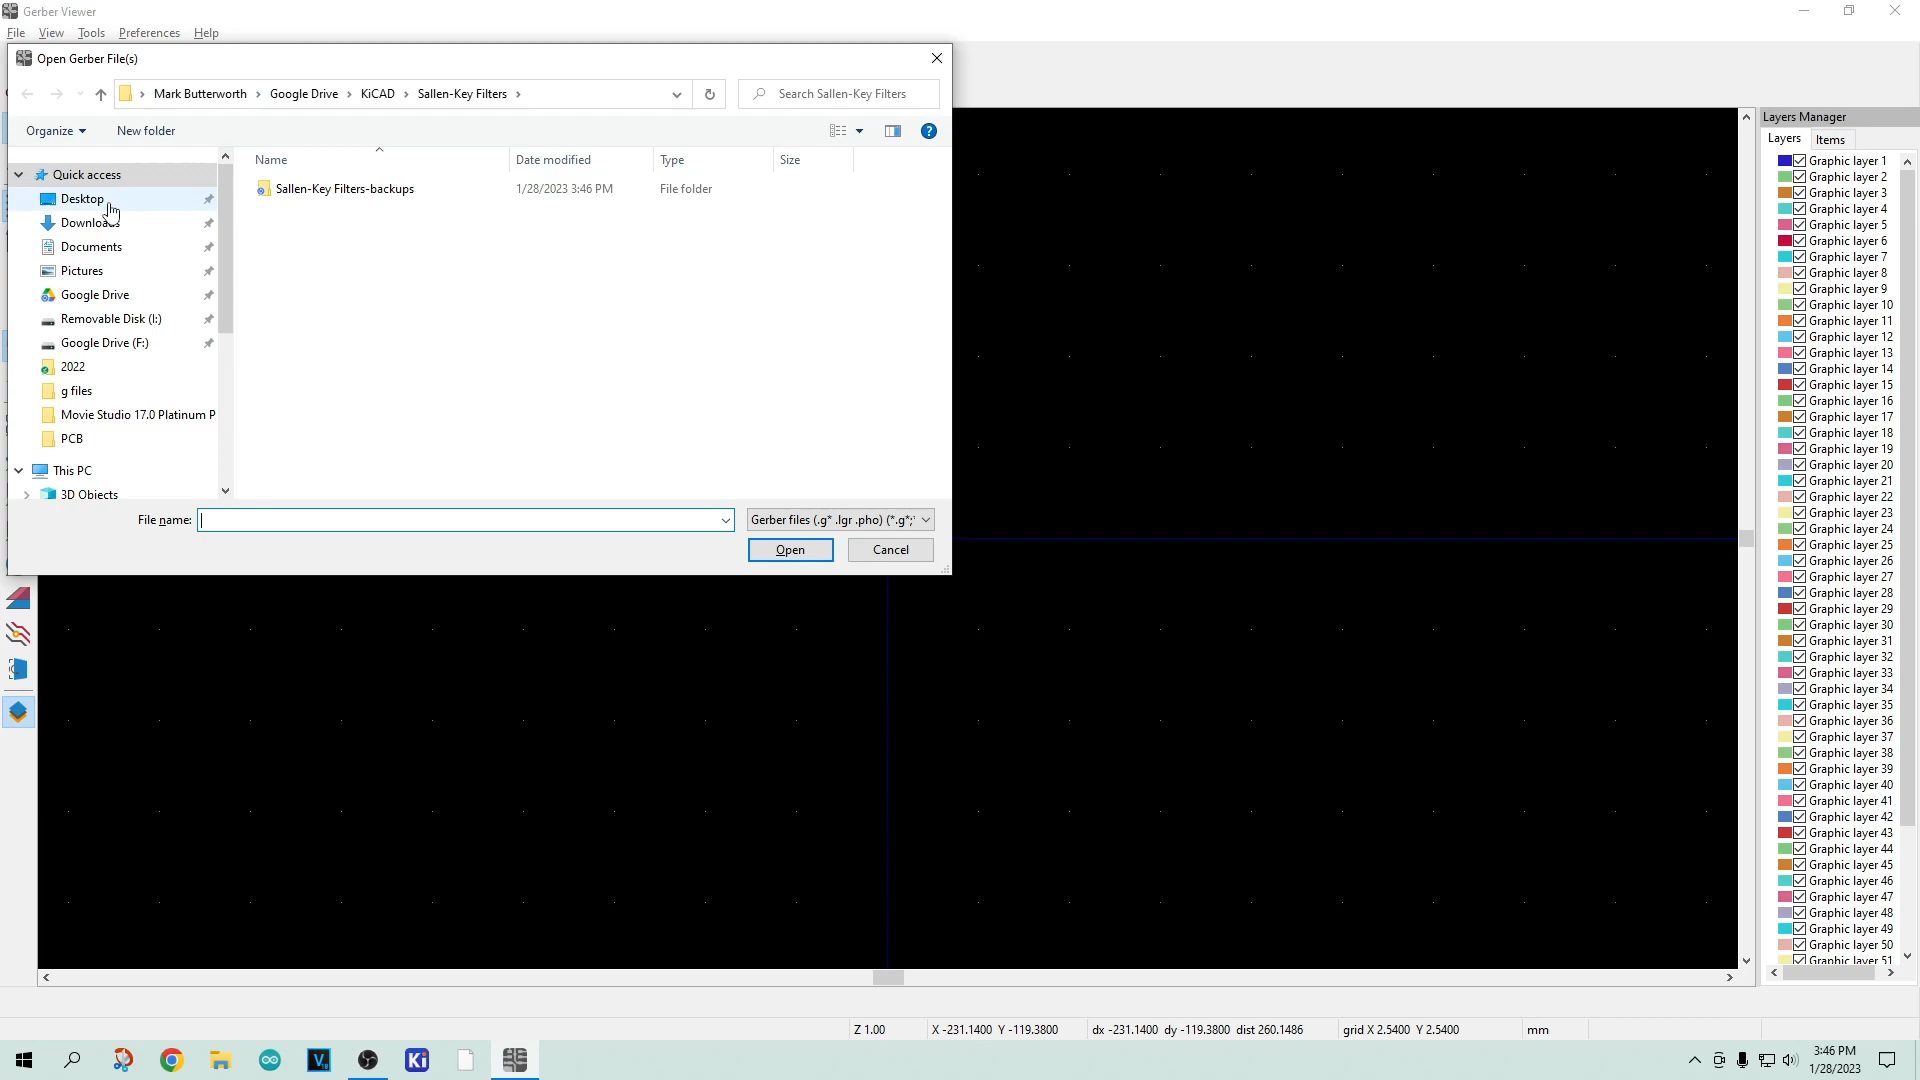 Gerber Viewer
File View Tools Preferences Help
Open Gerber File(s)
Mark Butterworth > Google Drive > KiCAD > Sallen-Key Filters >
Search Sallen-Key Filters
Organize
New folder
Name
Date modified
Type
Size
Sallen-Key Filters-backups
1/28/2023 3:46 PM
File folder
Quick access
Desktop
Downloads
Documents
Pictures
Google Drive
Removable Disk (I:)
Google Drive (F:)
2022
g files
Movie Studio 17.0 Platinum P
PCB
This PC
3D Objects
File name:
Gerber files (.g* .lgr .pho) (*.g*;*
Open
Cancel
Layers Manager
Layers
Items
Graphic layer 1
Graphic layer 2
Graphic layer 3
Graphic layer 4
Graphic layer 5
Graphic layer 6
Graphic layer 7
Graphic layer 8
Graphic layer 9
Graphic layer 10
Graphic layer 11
Graphic layer 12
Graphic layer 13
Graphic layer 14
Graphic layer 15
Graphic layer 16
Graphic layer 17
Graphic layer 18
Graphic layer 19
Graphic layer 20
Graphic layer 21
Graphic layer 22
Graphic layer 23
Graphic layer 24
Graphic layer 25
Graphic layer 26
Graphic layer 27
Graphic layer 28
Graphic layer 29
Graphic layer 30
Graphic layer 31
Graphic layer 32
Graphic layer 33
Graphic layer 34
Graphic layer 35
Graphic layer 36
Graphic layer 37
Graphic layer 38
Graphic layer 39
Graphic layer 40
Graphic layer 41
Graphic layer 42
Graphic layer 43
Graphic layer 44
Graphic layer 45
Graphic layer 46
Graphic layer 47
Graphic layer 48
Graphic layer 49
Graphic layer 50
Graphic layer 51
Z 1.00
X -231.1400 Y -119.3800
dx -231.1400 dy -119.3800 dist 260.1486
grid X 2.5400 Y 2.5400
mm
Ki
3:46 PM
1/28/2023